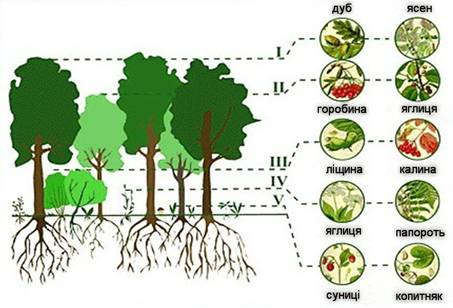 дуб ясен
I
II
горобина яглиця
III
ліщина калина
IV
V
яглиця папороть
суниці копитняк